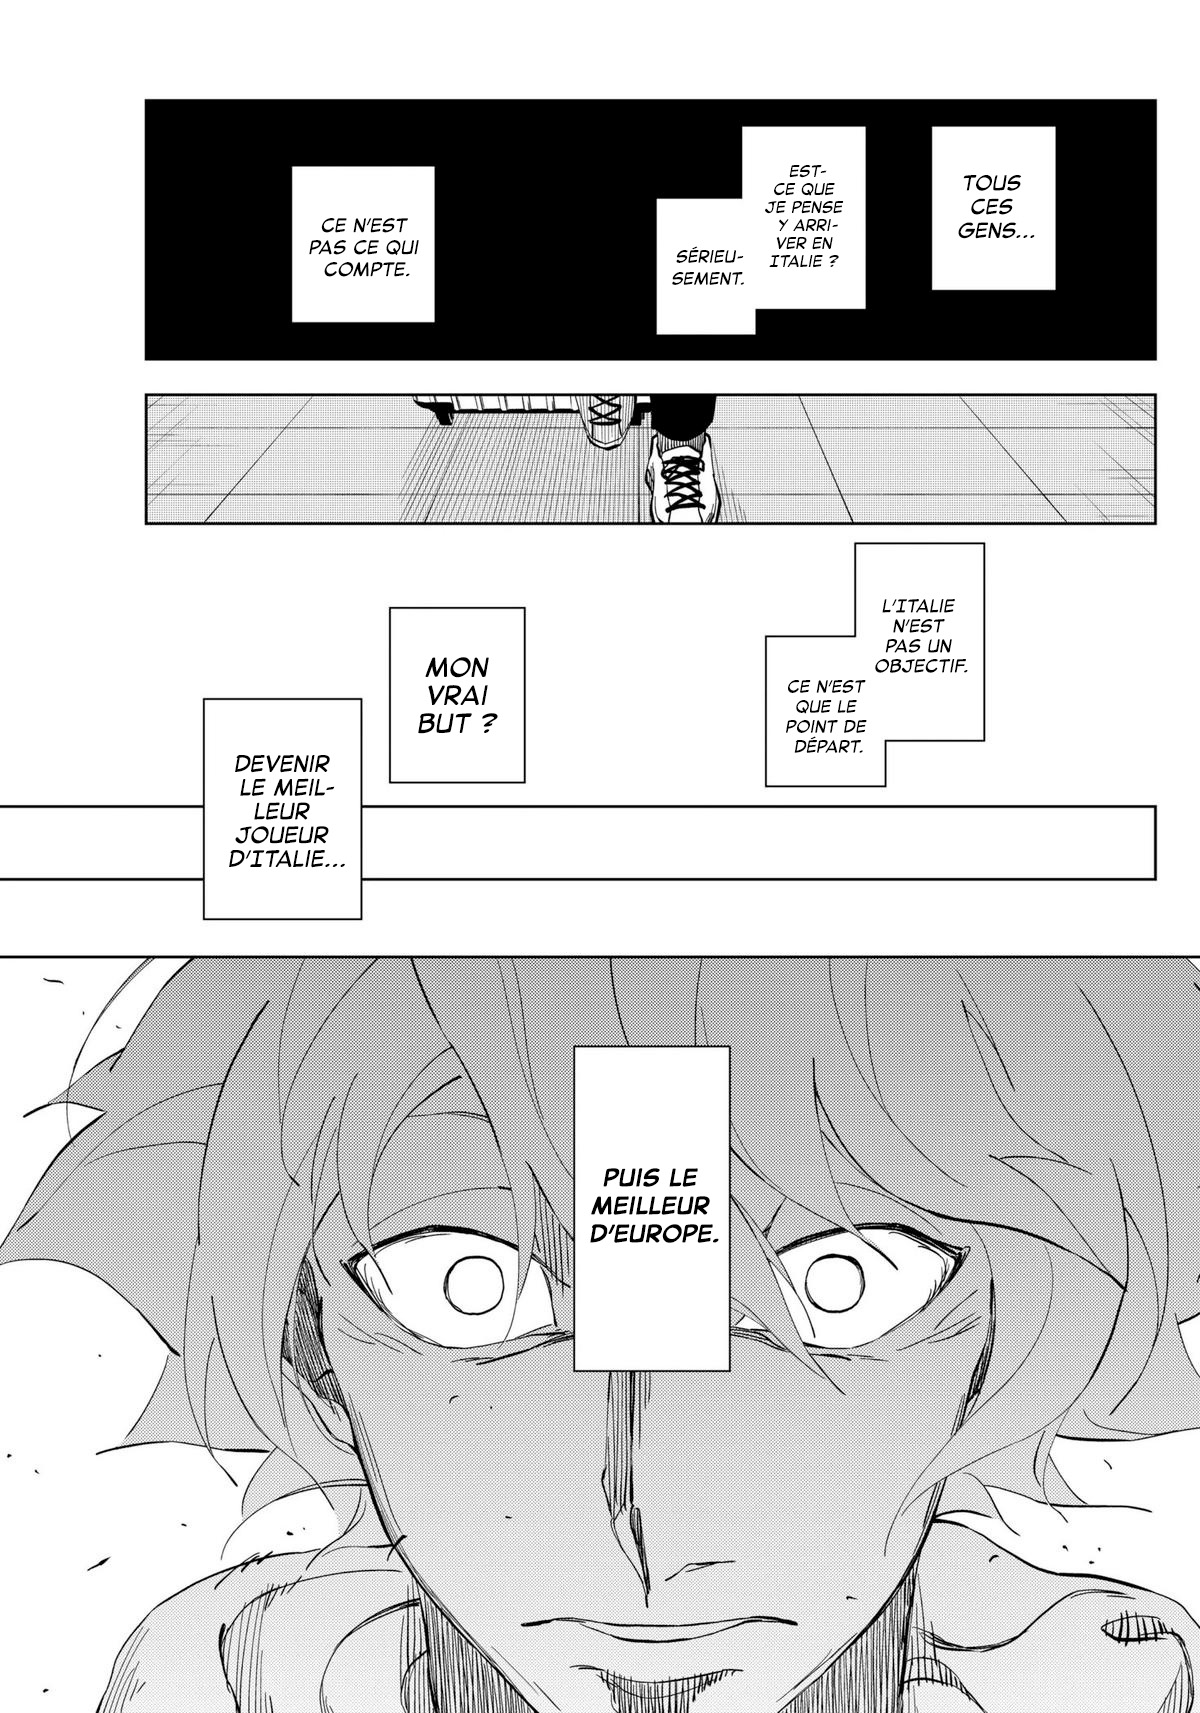 TOUS
CES
GENS...
EST-
CE QUE
JE PENSE
Y ARRI-
VER EN
ITALIE ?
SÉRIEU-
SEMENT.
CE N'EST
PAS CE QUI
COMPTE.
L'ITALIE
N'EST
PAS UN
OBJECTIF.
CE N'EST
QUE LE
POINT DE
DÉPART.
MON
VRAI
BUT ?
DEVENIR
LE MEIL-
LEUR
JOUEUR
D'ITALIE...
PUIS LE
MEILLEUR
D'EUROPE.